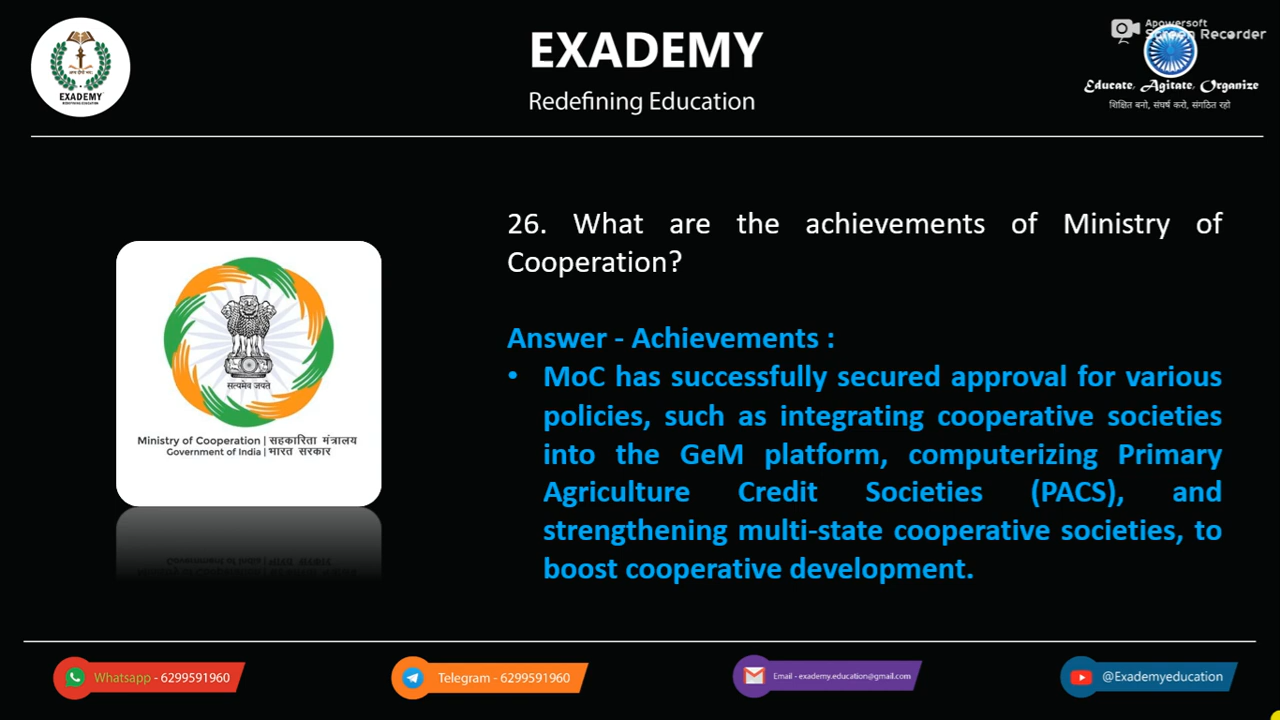 EXADEMY
REDEFINING EDUCATION
EXADEMY
Redefining Education
Apowersoft
Screen Recorder
Educate, Agitate, Organize
शिक्षित बनो, संघर्ष करो, संगठित रहो
26. What are the achievements of Ministry of
Cooperation?
सत्यमेव जयते
Ministry of Cooperation | सहकारिता मंत्रालय
Government of India | भारत सरकार
Answer - Achievements :
• MoC has successfully secured approval for various
policies, such as integrating cooperative societies
into the GeM platform, computerizing Primary
Agriculture Credit Societies (PACS), and
strengthening multi-state cooperative societies, to
boost cooperative development.
Whatsapp - 6299591960
Telegram - 6299591960
Email - exademy.education@gmail.com
@Exademyeducation